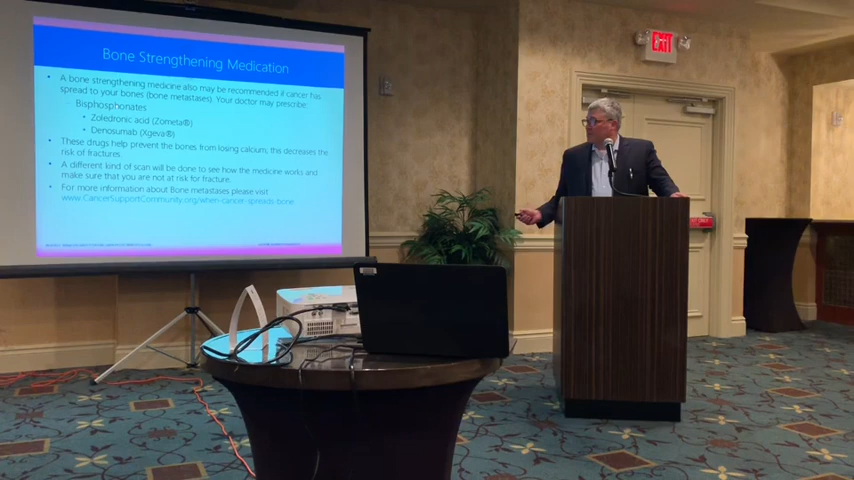 Bone Strengthening Medication
• A bone strengthening medicine also may be recommended if cancer has
spread to your bones (bone metastases). Your doctor may prescribe:
– Bisphosphonates
• Zoledronic acid (Zometa®)
• Denosumab (Xgeva®)
• These drugs help prevent the bones from losing calcium, this decreases the
risk of fractures
• A different kind of scan will be done to see how the medicine works and
make sure that you are not at risk for fracture.
• For more information about Bone metastases please visit
www.CancerSupportCommunity.org/when-cancer-spreads-bone.
EXIT